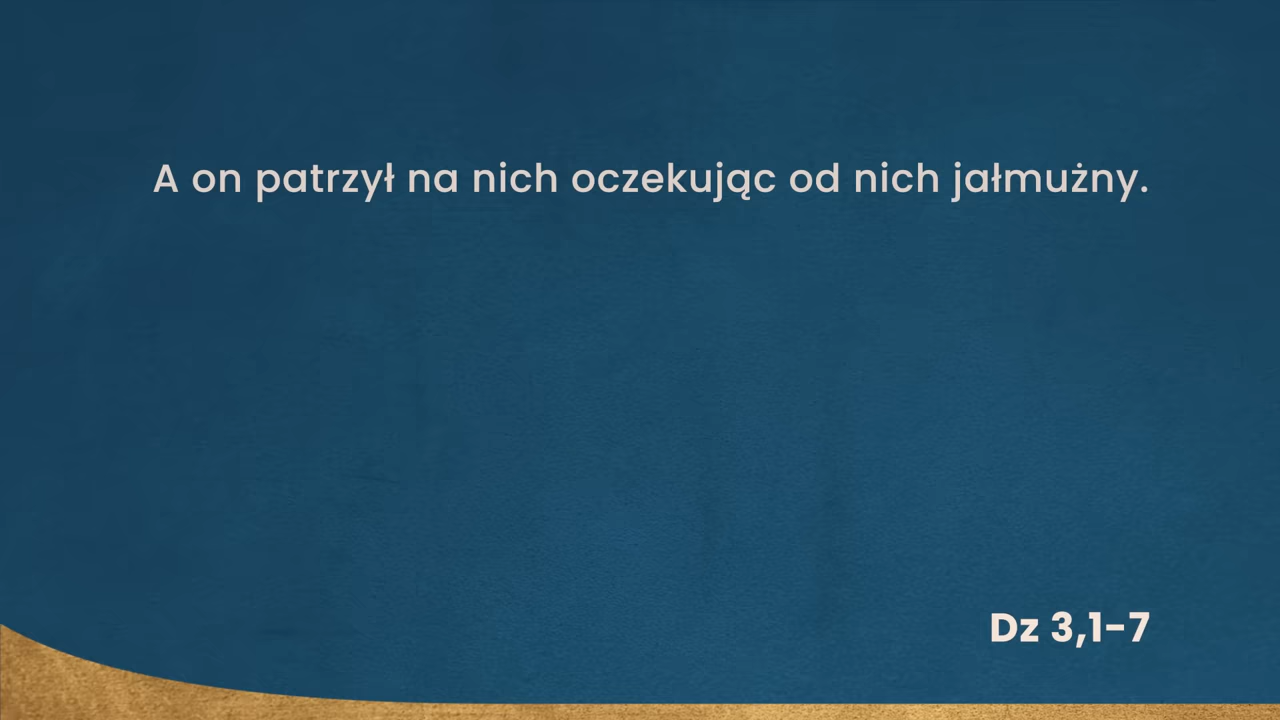 A on patrzył na nich oczekując od nich jałmużny.
Dz 3,1-7